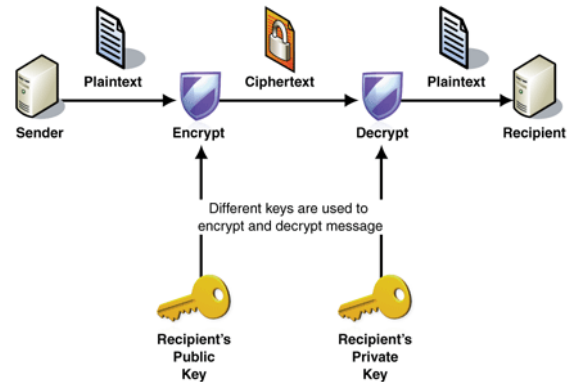 Plaintext
Ciphertext
Plaintext
Sender
Encrypt
Decrypt
Recipient
Different keys are used to
encrypt and decrypt message
Recipient's
Public
Key
Recipient's
Private
Key